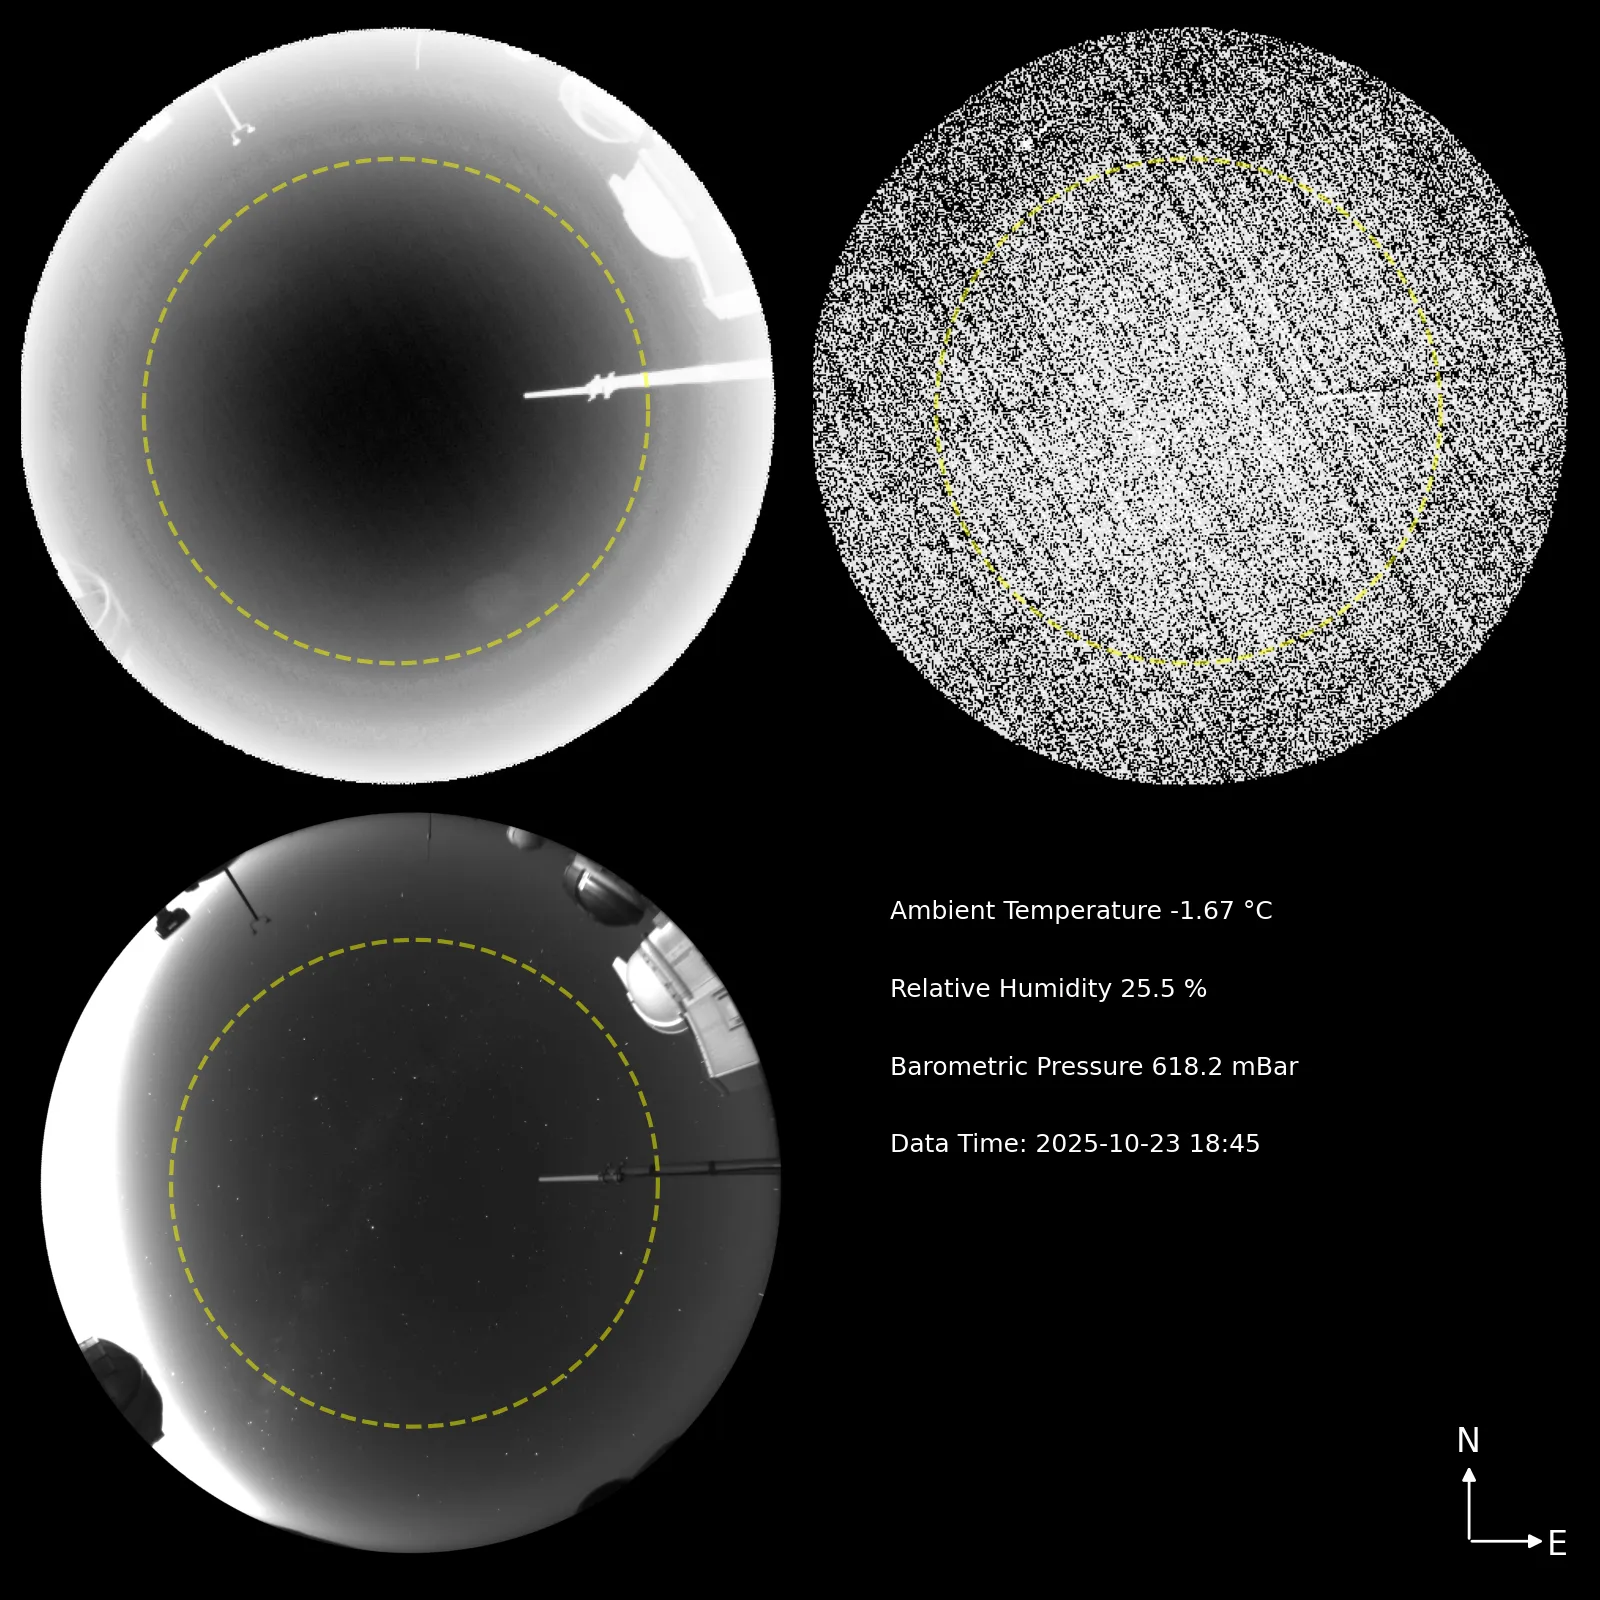 Ambient Temperature -1.67 °C
Relative Humidity 25.5 %
Barometric Pressure 618.2 mBar
Data Time: 2025-10-23 18:45
N
E